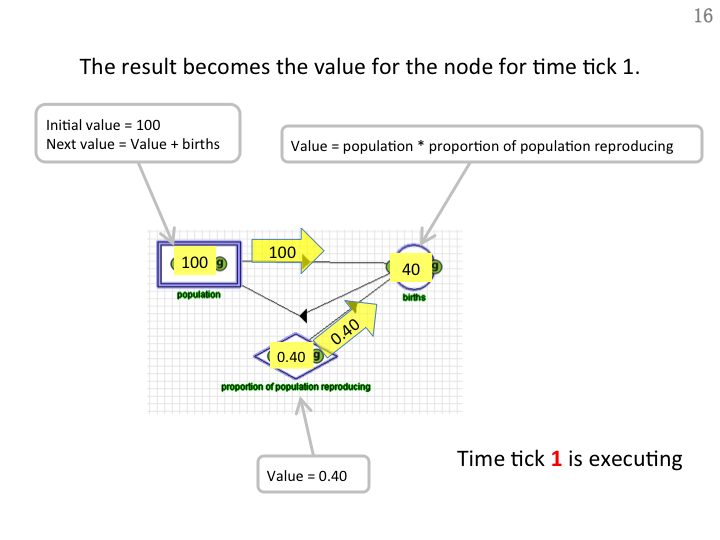 16
The result becomes the value for the node for time tick 1.
Initial value = 100
Next value = Value + births
Value = population * proportion of population reproducing
100
100 g
40 g
population
births
0.40
0.40 g
proportion of population reproducing
Value = 0.40
Time tick 1 is executing